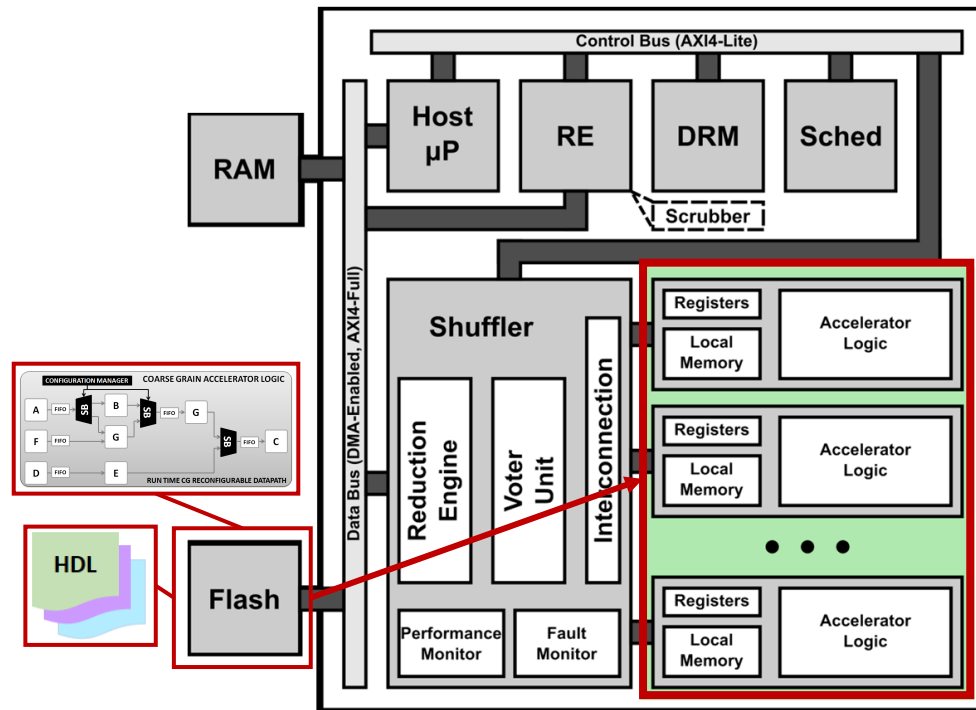 Control Bus (AXI4-Lite)
Host
µP
RE
DRM
Sched
RAM
Scrubber
Data Bus (DMA-Enabled, AXI4-Full)
Shuffler
Reduction
Engine
Voter
Unit
Interconnection
Performance
Monitor
Fault
Monitor
Registers
Local
Memory
Accelerator
Logic
Registers
Local
Memory
Accelerator
Logic
Registers
Local
Memory
Accelerator
Logic
CONFIGURATION MANAGER
COARSE GRAIN ACCELERATOR LOGIC
A
FIFO
SB
B
SB
FIFO
G
F
FIFO
G
SB
FIFO
C
D
FIFO
E
RUN TIME CG RECONFIGURABLE DATAPATH
HDL
Flash